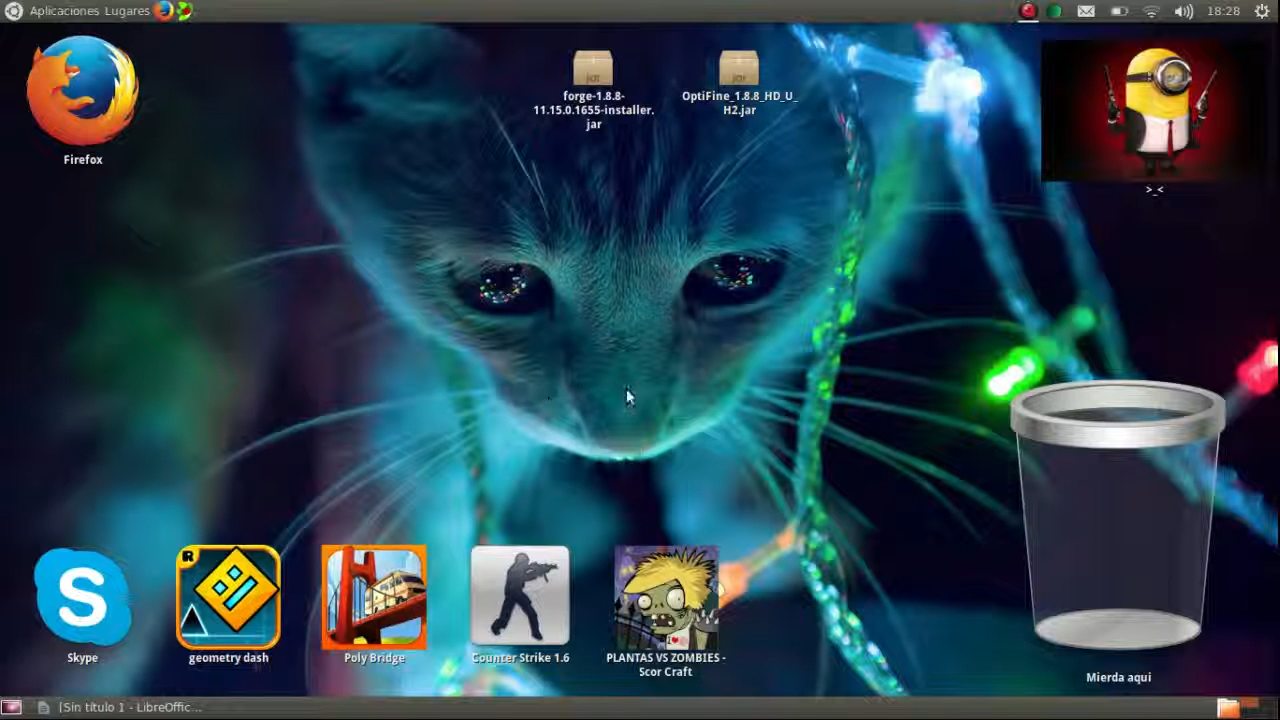 Aplicaciones Lugares
18:28
Firefox
forge-1.8.8-
11.15.0.1655-installer.
jar
OptiFine_1.8.8_HD_U_
H2.jar
>_<
Skype
geometry dash
Poly Bridge
Counter Strike 1.6
PLANTAS VS ZOMBIES -
Scor Craft
Mierda aqui
[Sin título 1 - LibreOffic...